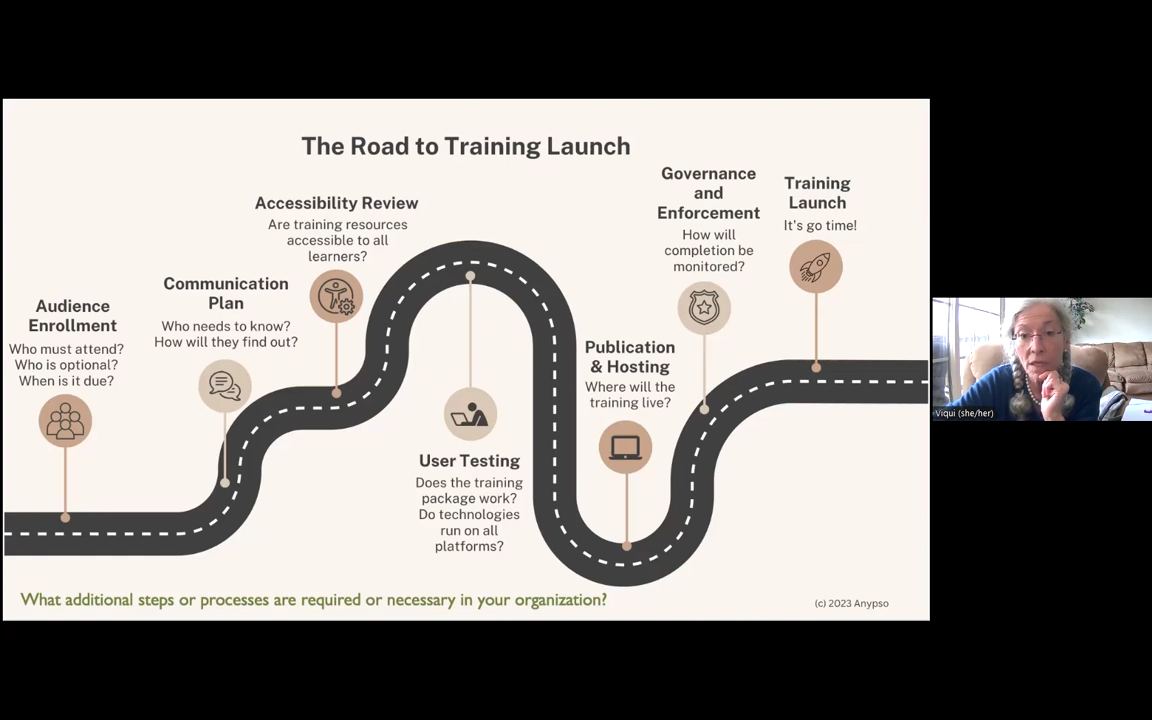 The Road to Training Launch
Audience
Enrollment
Who must attend?
Who is optional?
When is it due?
Communication
Plan
Who needs to know?
How will they find out?
Accessibility Review
Are training resources
accessible to all
learners?
User Testing
Does the training
package work?
Do technologies
run on all
platforms?
Publication
& Hosting
Where will the
training live?
Governance
and
Enforcement
How will
completion be
monitored?
Training
Launch
It's go time!
What additional steps or processes are required or necessary in your organization?
(c) 2023 Anypso
Viqui (she/her)